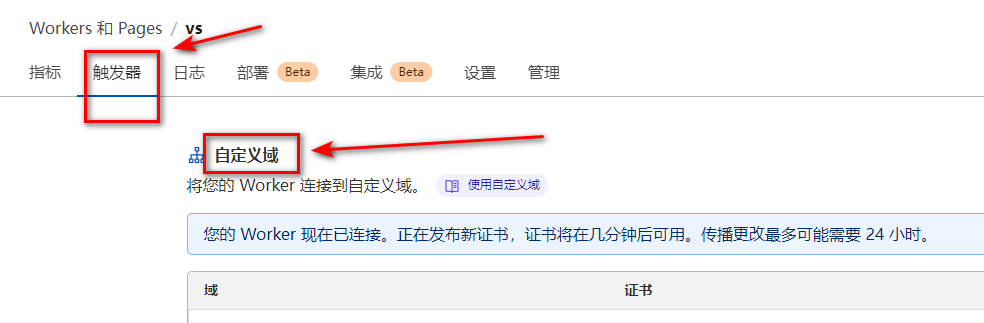 Workers 和 Pages / vs
指标 触发器 日志 部署 Beta 集成 Beta 设置 管理
自定义域
将您的 Worker 连接到自定义域。 使用自定义域
您的 Worker 现在已连接。正在发布新证书，证书将在几分钟后可用。传播更改最多可能需要 24 小时。
域 证书